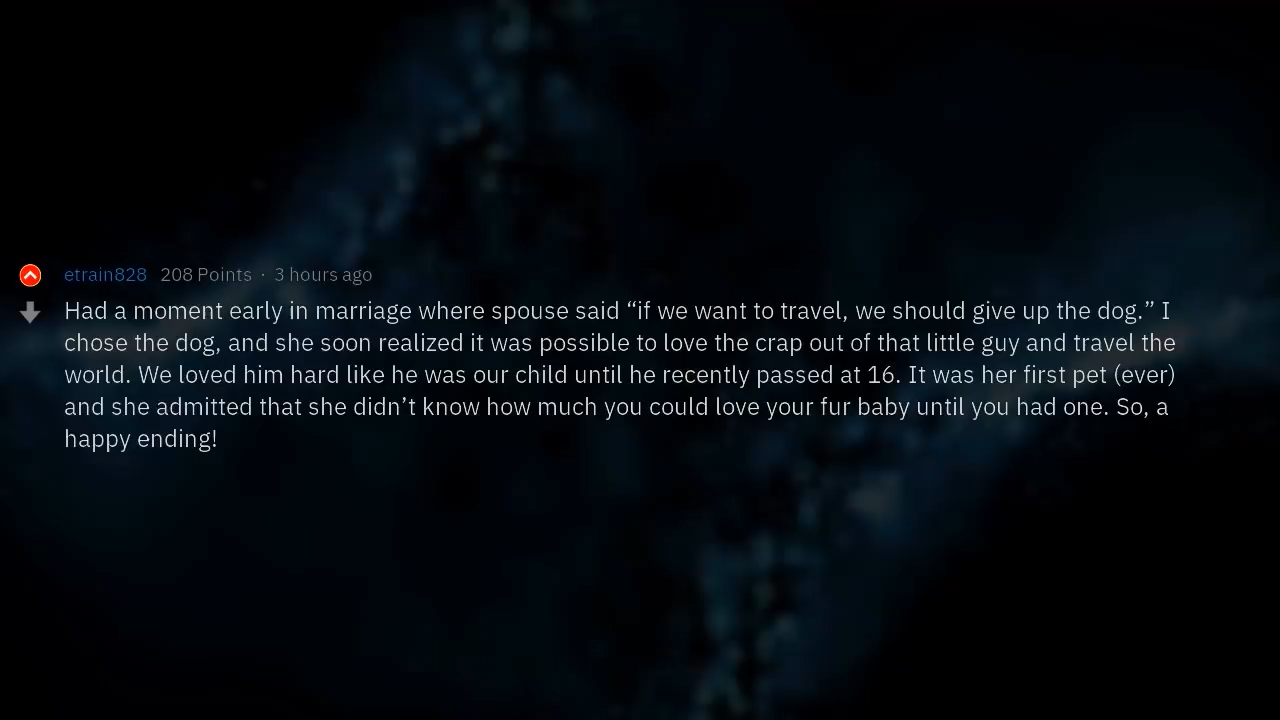 etrain828 208 Points · 3 hours ago
Had a moment early in marriage where spouse said “if we want to travel, we should give up the dog.” I
chose the dog, and she soon realized it was possible to love the crap out of that little guy and travel the
world. We loved him hard like he was our child until he recently passed at 16. It was her first pet (ever)
and she admitted that she didn’t know how much you could love your fur baby until you had one. So, a
happy ending!